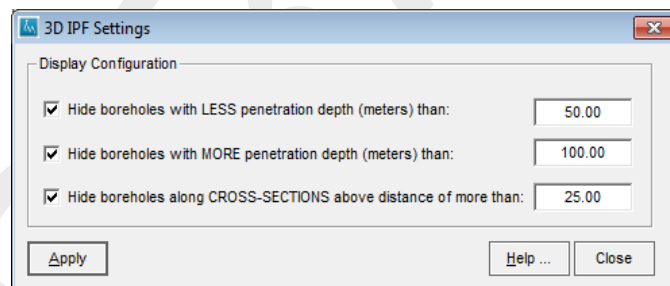 3D IPF Settings
Display Configuration
Hide boreholes with LESS penetration depth (meters) than: 50.00
Hide boreholes with MORE penetration depth (meters) than: 100.00
Hide boreholes along CROSS-SECTIONS above distance of more than: 25.00
Apply Help ... Close